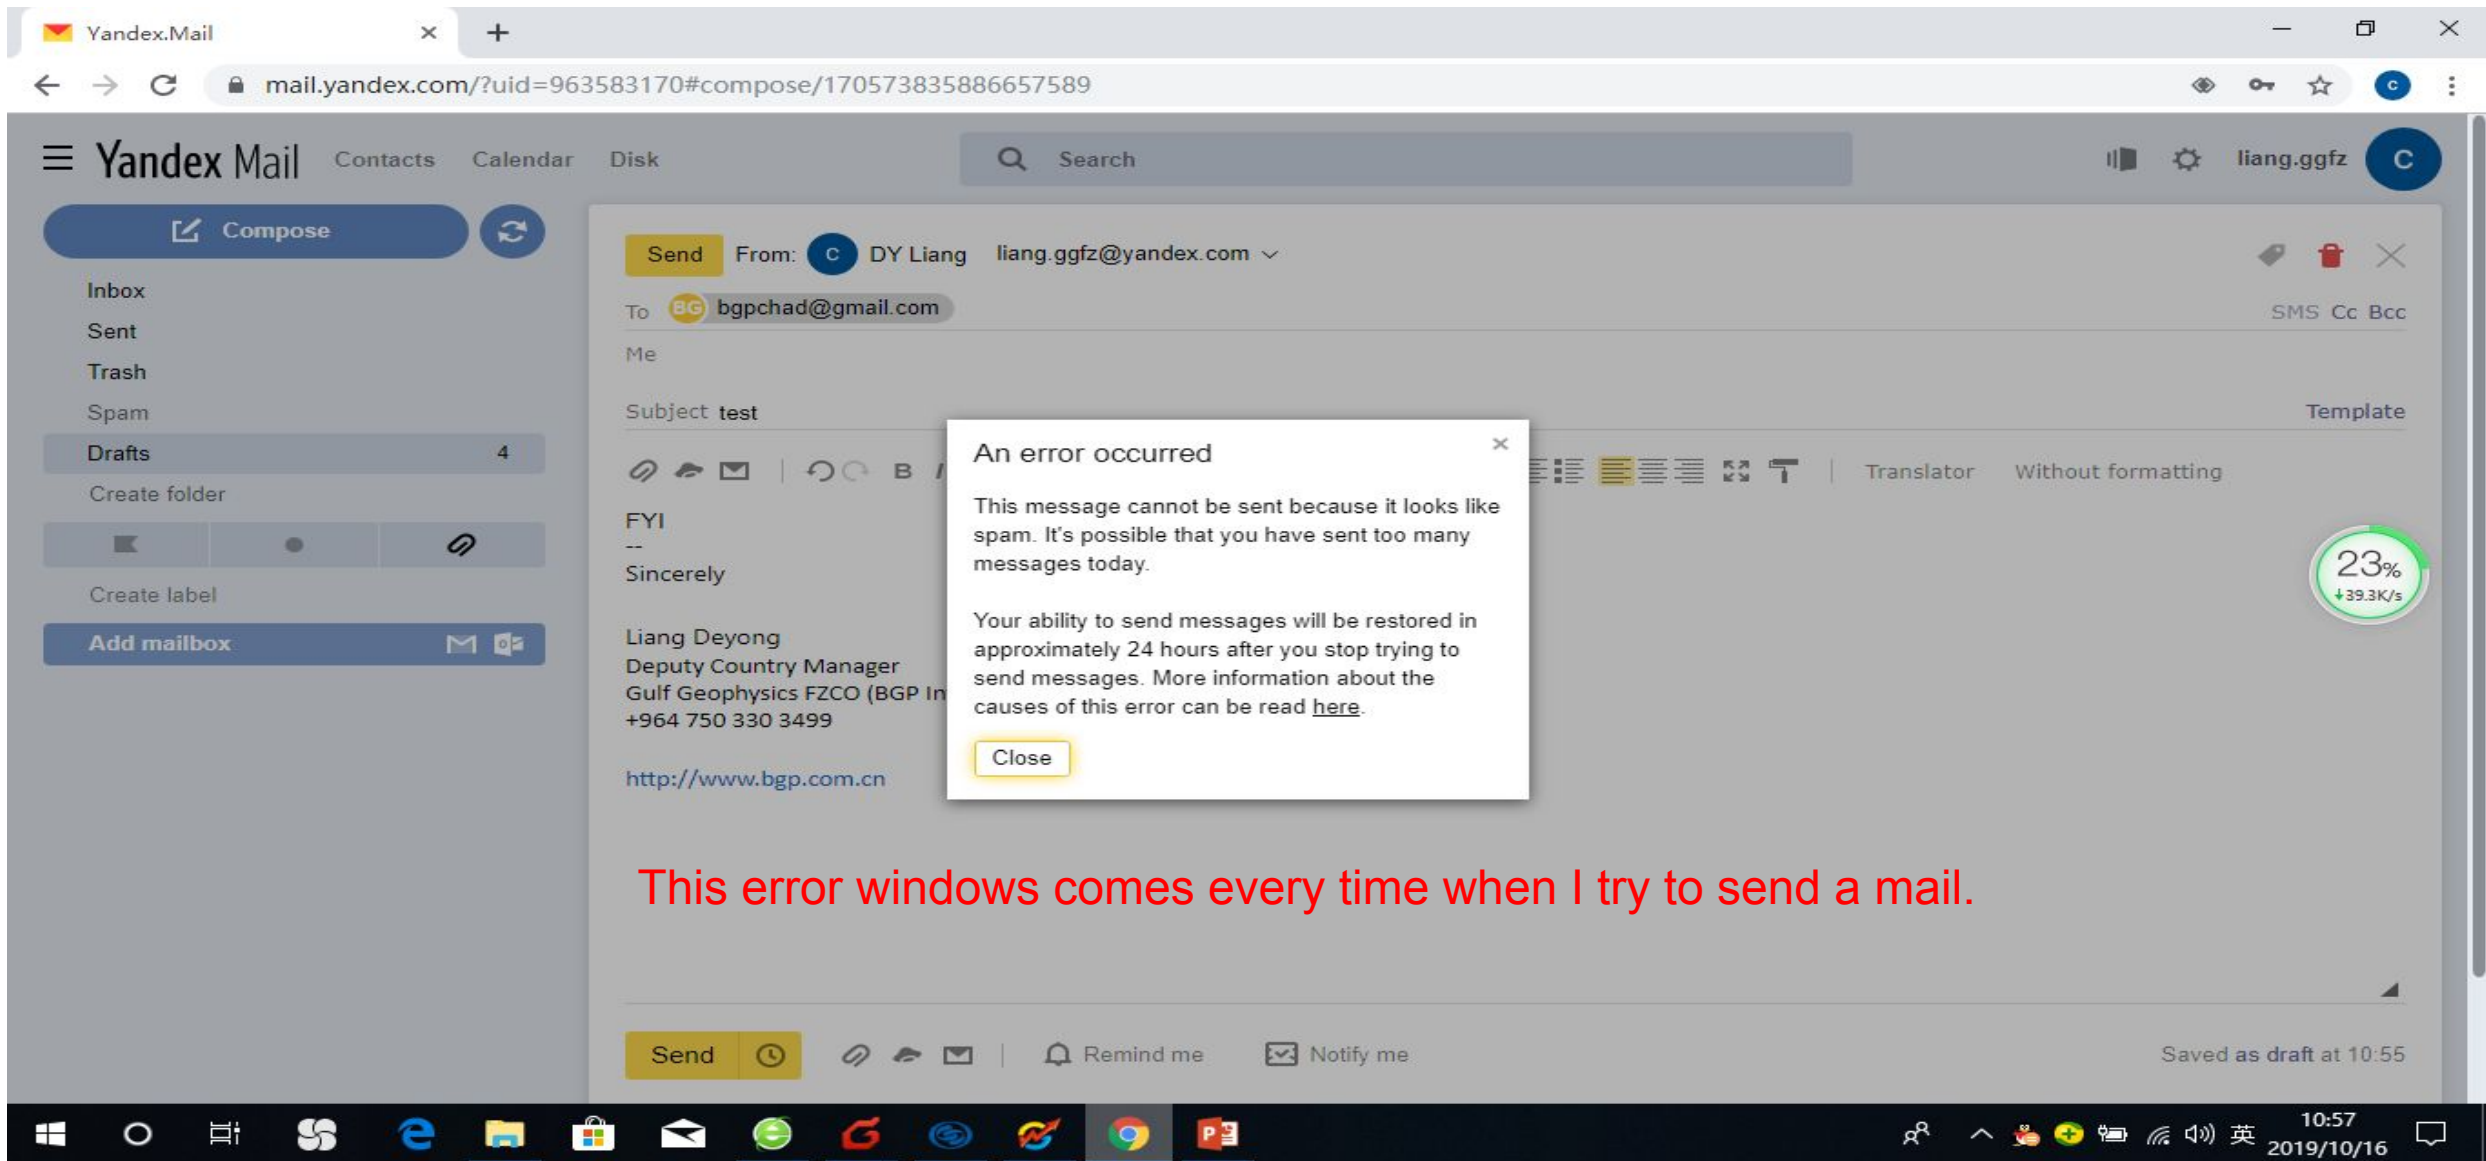 Yandex.Mail
mail.yandex.com/?uid=963583170#compose/170573835886657589
C
Yandex Mail Contacts Calendar Disk
Search
liang.ggfz C
Compose
Inbox
Sent
Trash
Spam
Drafts 4
Create folder
Create label
Add mailbox
Send From: C DY Liang liang.ggfz@yandex.com
To BG bgpchad@gmail.com
SMS Cc Bcc
Me
Subject test
Template
B I
Translator Without formatting
FYI
--
Sincerely
Liang Deyong
Deputy Country Manager
Gulf Geophysics FZCO (BGP In
+964 750 330 3499
http://www.bgp.com.cn
An error occurred
This message cannot be sent because it looks like
spam. It's possible that you have sent too many
messages today.
Your ability to send messages will be restored in
approximately 24 hours after you stop trying to
send messages. More information about the
causes of this error can be read here.
Close
23%
39.3K/s
This error windows comes every time when I try to send a mail.
Send
Remind me
Notify me
Saved as draft at 10:55
英
10:57
2019/10/16